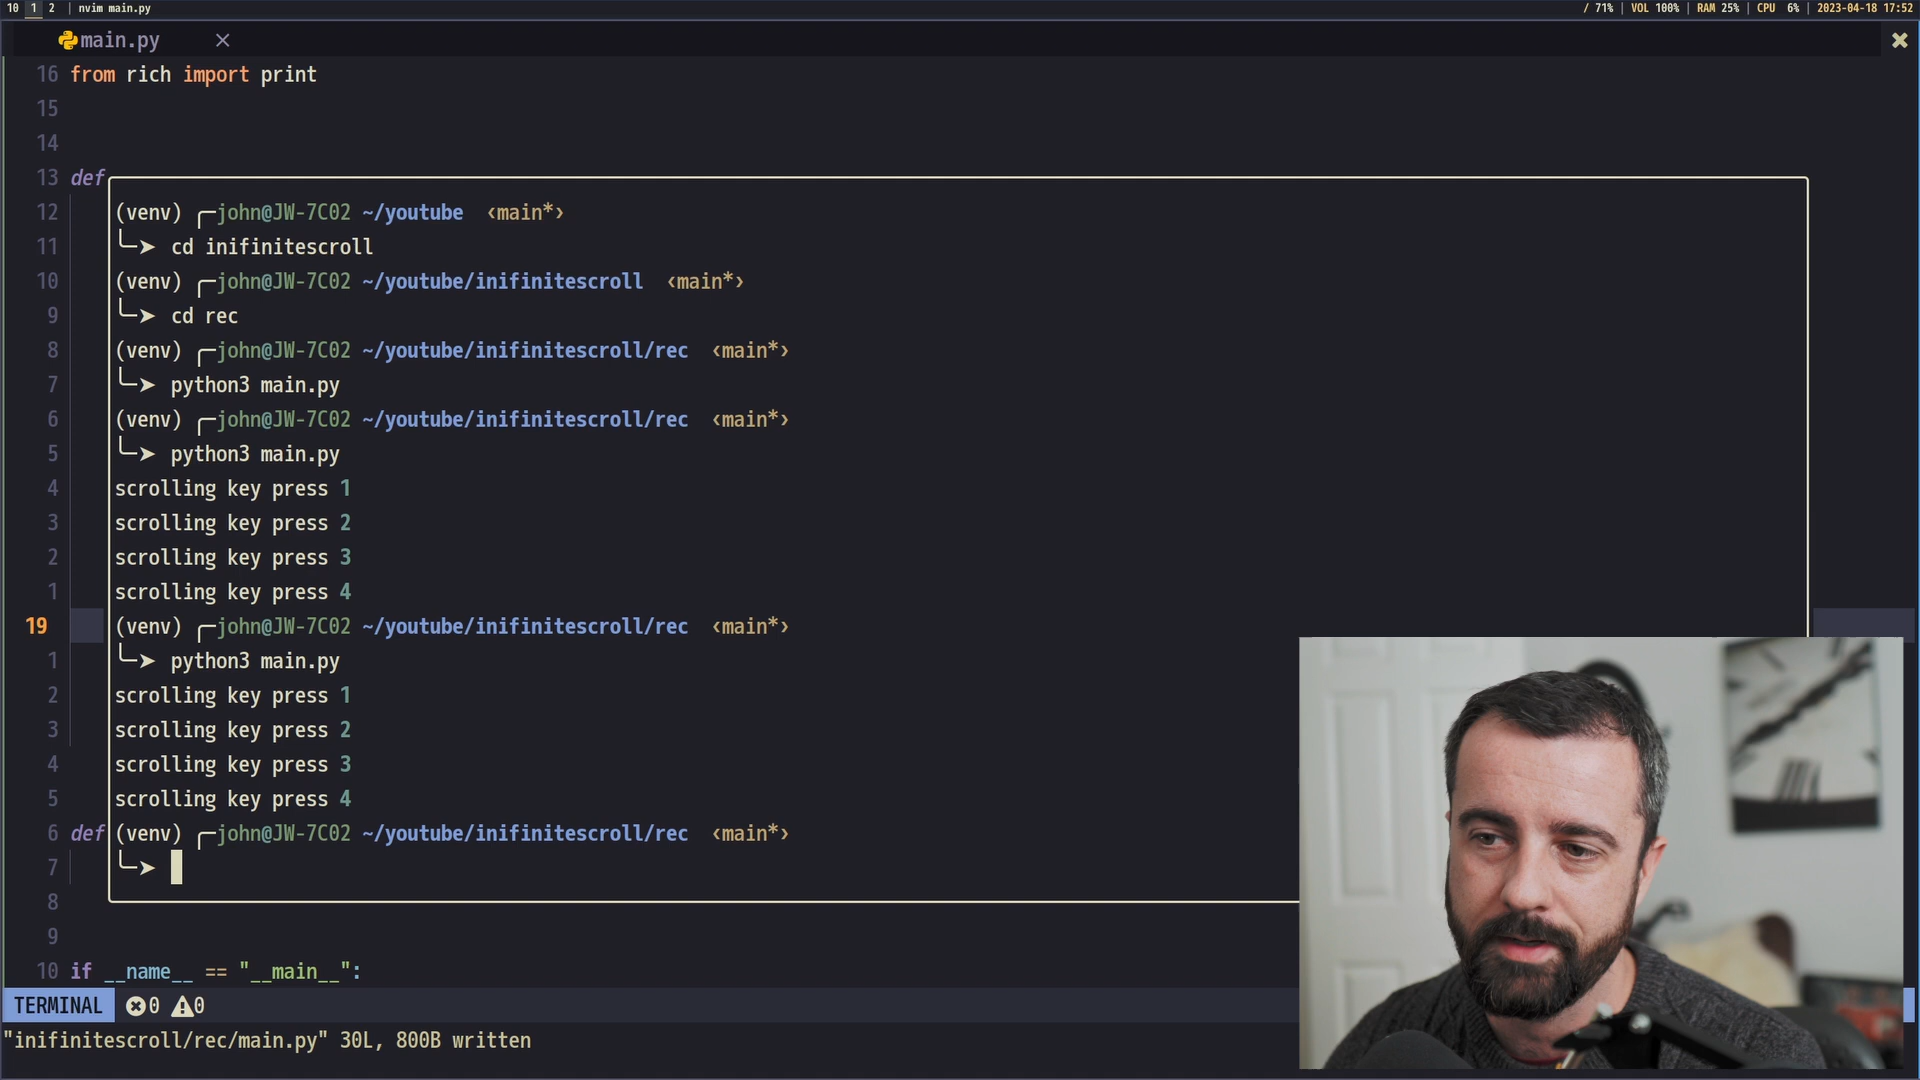 10 1 2 | nvim main.py
/ 71% | VOL 100% | RAM 25% | CPU 6% | 2023-04-18 17:52
main.py
16 from rich import print
15
14
13 def
12 (venv) ╭─john@JW-7C02 ~/youtube ‹main*›
11 ╰─➤ cd inifinitescroll
10 (venv) ╭─john@JW-7C02 ~/youtube/inifinitescroll ‹main*›
9 ╰─➤ cd rec
8 (venv) ╭─john@JW-7C02 ~/youtube/inifinitescroll/rec ‹main*›
7 ╰─➤ python3 main.py
6 (venv) ╭─john@JW-7C02 ~/youtube/inifinitescroll/rec ‹main*›
5 ╰─➤ python3 main.py
4 scrolling key press 1
3 scrolling key press 2
2 scrolling key press 3
1 scrolling key press 4
19 (venv) ╭─john@JW-7C02 ~/youtube/inifinitescroll/rec ‹main*›
1 ╰─➤ python3 main.py
2 scrolling key press 1
3 scrolling key press 2
4 scrolling key press 3
5 scrolling key press 4
6 def (venv) ╭─john@JW-7C02 ~/youtube/inifinitescroll/rec ‹main*›
7 ╰─➤
8
9
10 if __name__ == "__main__":
TERMINAL 0 0
"inifinitescroll/rec/main.py" 30L, 800B written